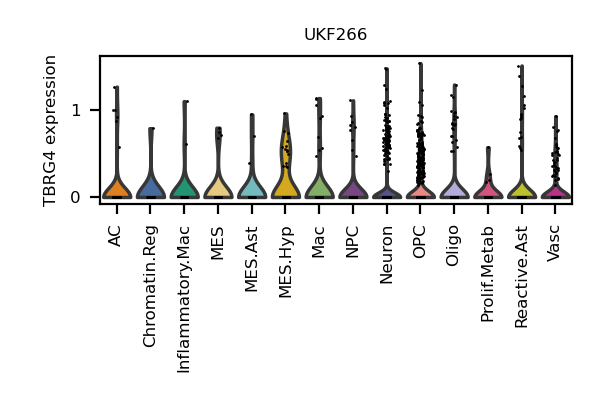 UKF266
TBRG4 expression
1
0
AC
Chromatin.Reg
Inflammatory.Mac
MES
MES.Ast
MES.Hyp
Mac
NPC
Neuron
OPC
Oligo
Prolif.Metab
Reactive.Ast
Vasc